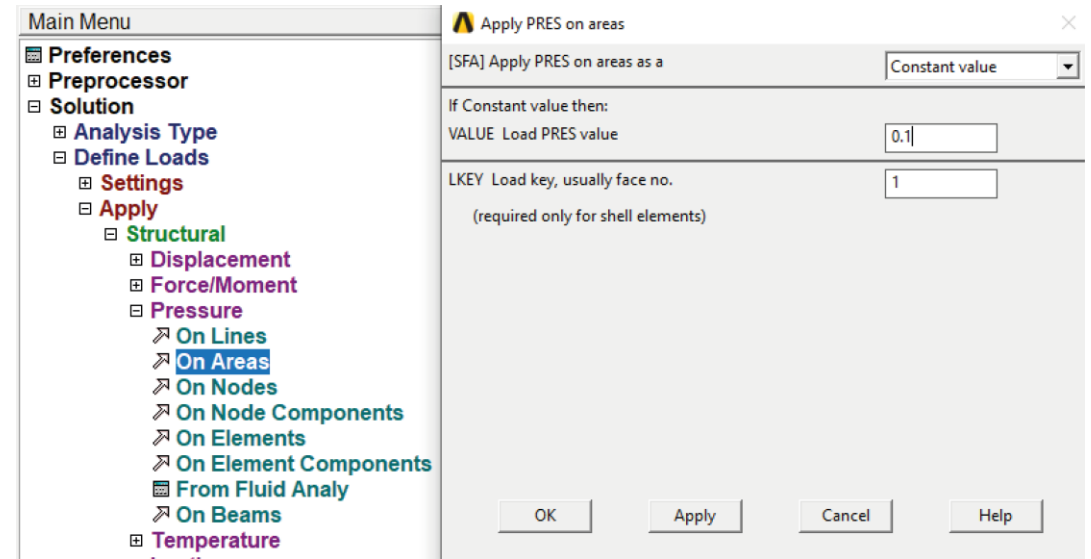 Main Menu
Preferences
Preprocessor
Solution
Analysis Type
Define Loads
Settings
Apply
Structural
Displacement
Force/Moment
Pressure
On Lines
On Areas
On Nodes
On Node Components
On Elements
On Element Components
From Fluid Analy
On Beams
Temperature
Apply PRES on areas
[SFA] Apply PRES on areas as a
Constant value
If Constant value then:
VALUE Load PRES value
0.1
LKEY Load key, usually face no.
1
(required only for shell elements)
OK
Apply
Cancel
Help